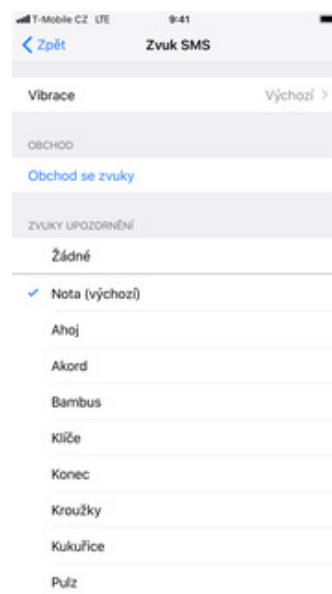 T-Mobile CZ LTE 9:41
Zpět Zvuk SMS
Vibrace Výchozí
OBCHOD
Obchod se zvuky
ZVUKY UPOZORNĚNÍ
Žádné
Nota (výchozí)
Ahoj
Akord
Bambus
Klíče
Konec
Kroužky
Kukuřice
Pulz